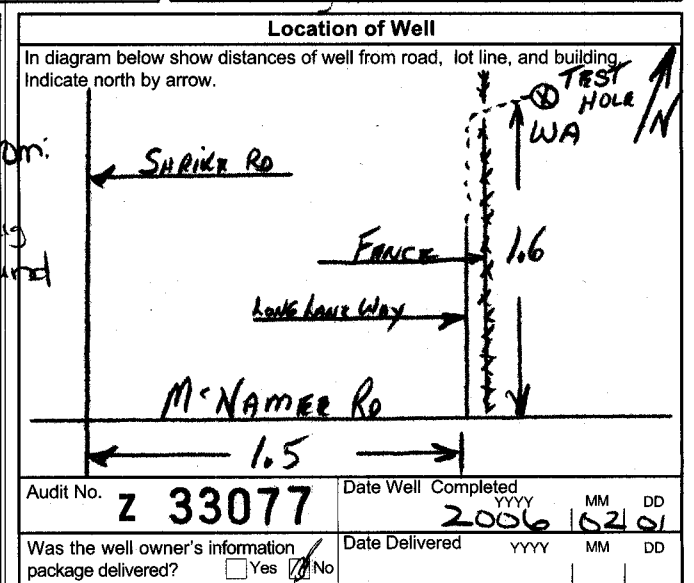 Location of Well
In diagram below show distances of well from road, lot line, and building.
Indicate north by arrow.
TEST
HOLE
N
WA
SHRIKE RD
FENCE
1.6
LONG LANE WAY
McNAMEE RD
1.5
Audit No. Z 33077
Date Well Completed
YYYY MM DD
2006 02 01
Was the well owner's information
package delivered? Yes No
Date Delivered YYYY MM DD